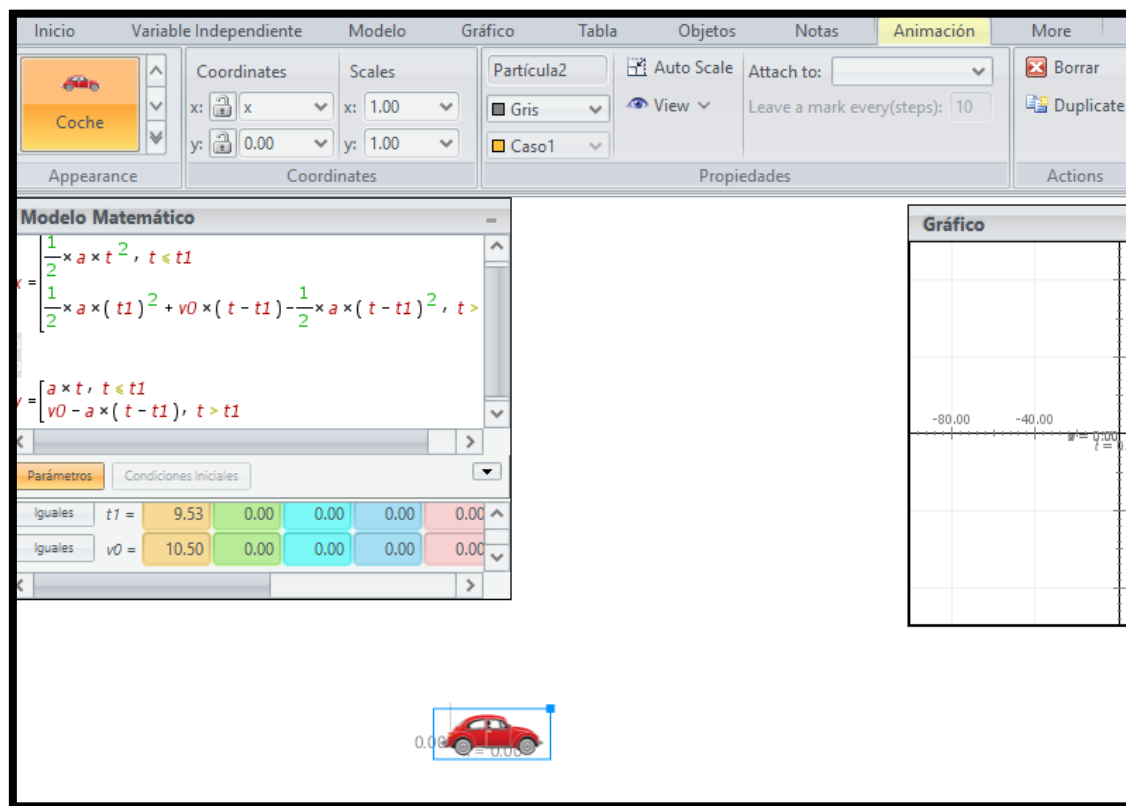 Inicio Variable Independiente Modelo Gráfico Tabla Objetos Notas Animación More
Coche
Appearance
Coordinates Scales
x: x x: 1.00
y: 0.00 y: 1.00
Coordinates
Partícula2
Gris
Caso1
Auto Scale
View
Attach to:
Leave a mark every(steps): 10
Propiedades
Borrar
Duplicate
Actions
Modelo Matemático
x = [ 1/2 × a × t^2, t ≤ t1
1/2 × a × ( t1 )^2 + v0 × ( t - t1 ) - 1/2 × a × ( t - t1 )^2, t >
v = [ a × t, t ≤ t1
v0 - a × ( t - t1 ), t > t1
Parámetros Condiciones Iniciales
Iguales t1 = 9.53 0.00 0.00 0.00 0.00
Iguales v0 = 10.50 0.00 0.00 0.00 0.00
Gráfico
-80.00 -40.00
0.00
= 0.00